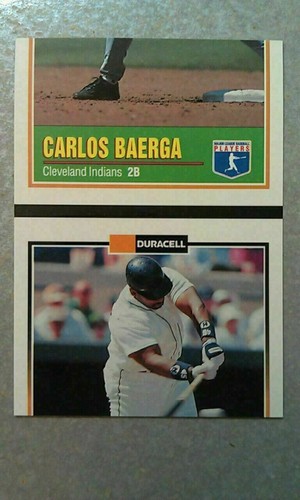 CARLOS BAERGA
Cleveland Indians 2B
MAJOR LEAGUE BASEBALL
PLAYERS
DURACELL